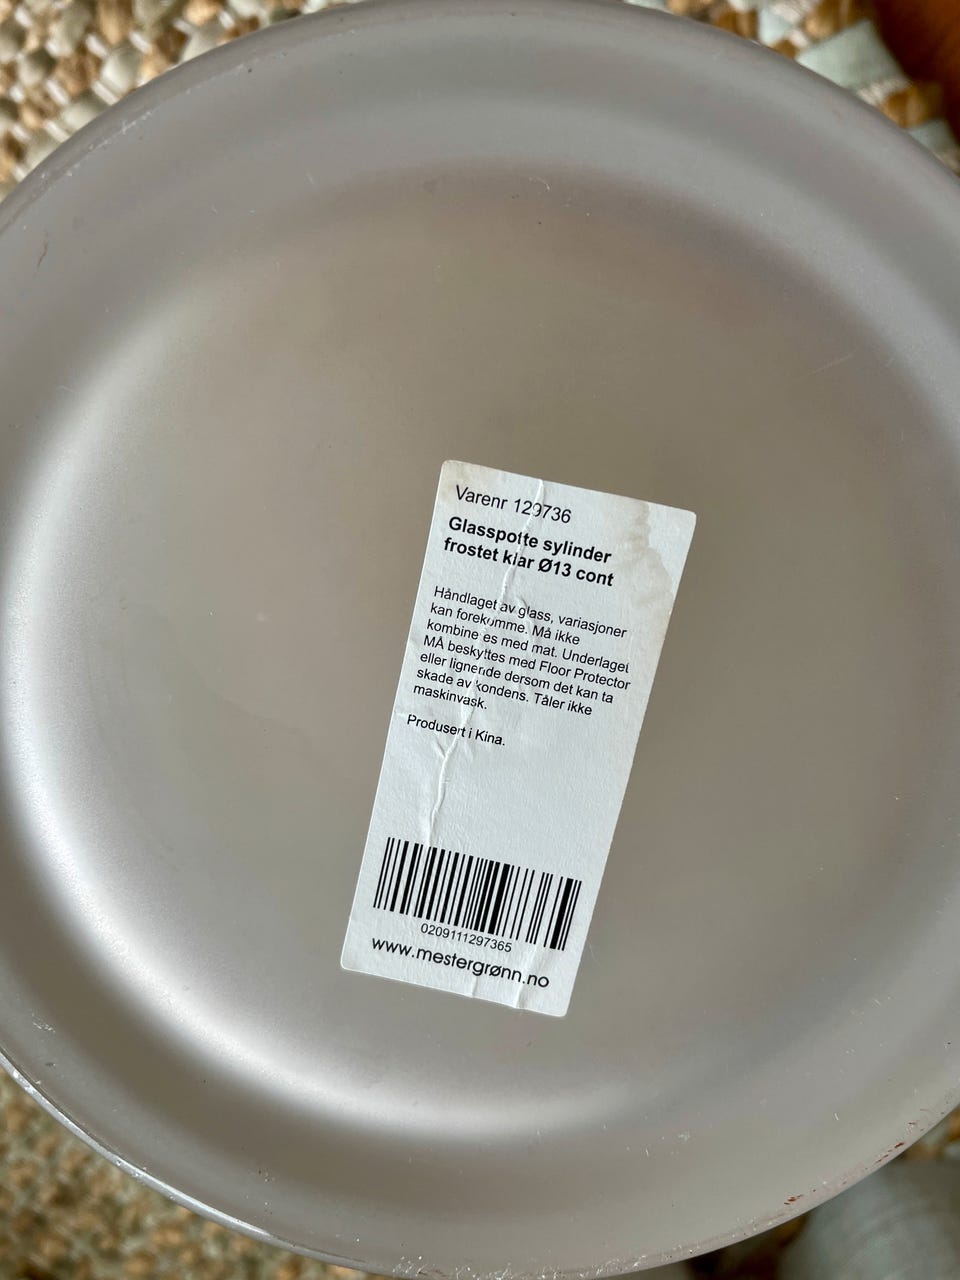 Varenr 129736
Glasspotte sylinder
frostet klar Ø13 cont
Håndlaget av glass, variasjoner
kan forekomme. Må ikke
kombine es med mat. Underlaget
MÅ beskyttes med Floor Protector
eller lignende dersom det kan ta
skade av kondens. Tåler ikke
maskinvask.
Produsert i Kina.
0209111297365
www.mestergrønn.no